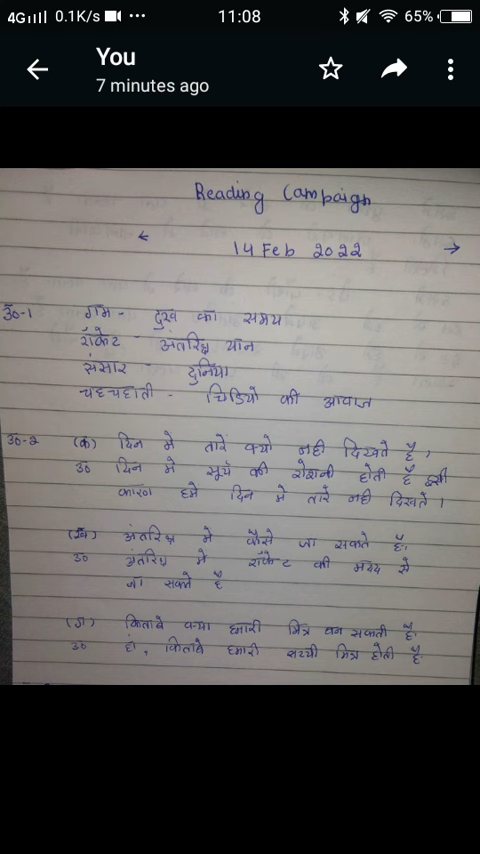 4G 0.1K/s ... 11:08 65%
You
7 minutes ago
Reading Campaign
14 Feb 2022
उ०-1 गम - दुख का समय
रॉकेट - अंतरिक्ष यान
संसार - दुनिया
चहचहाती - चिडियो की आवाज
उ०-2 (क) दिन मे तारे क्यो नही दिखते है,
उ० दिन मे सूर्य की रोशनी होती है इसी
कारण हमे दिन मे तारे नही दिखते ।
(ख) अंतरिक्ष मे कैसे जा सकते है।
उ० अंतरिक्ष मे रॉकेट की मदद से
जा सकते है
(ग) किताबे क्या हमारी मित्र बन सकती है।
उ० हां, किताबे हमारी सच्ची मित्र होती है